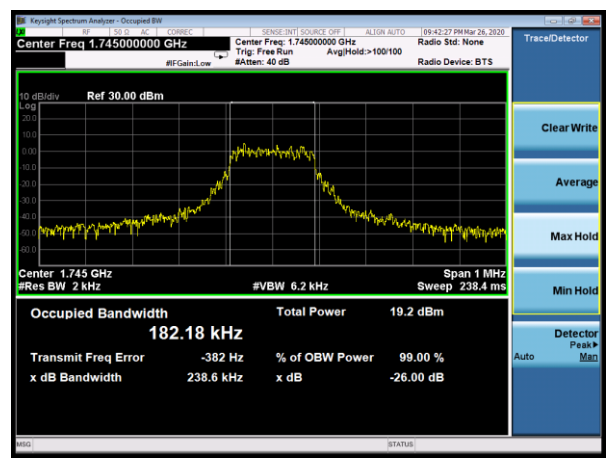 Keysight Spectrum Analyzer - Occupied BW
RF 50 Ω AC CORREC SENSE:INT SOURCE OFF ALIGN AUTO 09:42:27 PM Mar 26, 2020
Center Freq 1.745000000 GHz Center Freq: 1.745000000 GHz Radio Std: None
Trig: Free Run Avg|Hold:>100/100
#IFGain:Low #Atten: 40 dB Radio Device: BTS
Trace/Detector
10 dB/div Ref 30.00 dBm
Log
20.0
10.0
0.00
-10.0
-20.0
-30.0
-40.0
-50.0
-60.0
Center 1.745 GHz Span 1 MHz
#Res BW 2 kHz #VBW 6.2 kHz Sweep 238.4 ms
Occupied Bandwidth Total Power 19.2 dBm
182.18 kHz
Transmit Freq Error -382 Hz % of OBW Power 99.00 %
x dB Bandwidth 238.6 kHz x dB -26.00 dB
Clear Write
Average
Max Hold
Min Hold
Detector
Peak▶
Auto Man
MSG STATUS